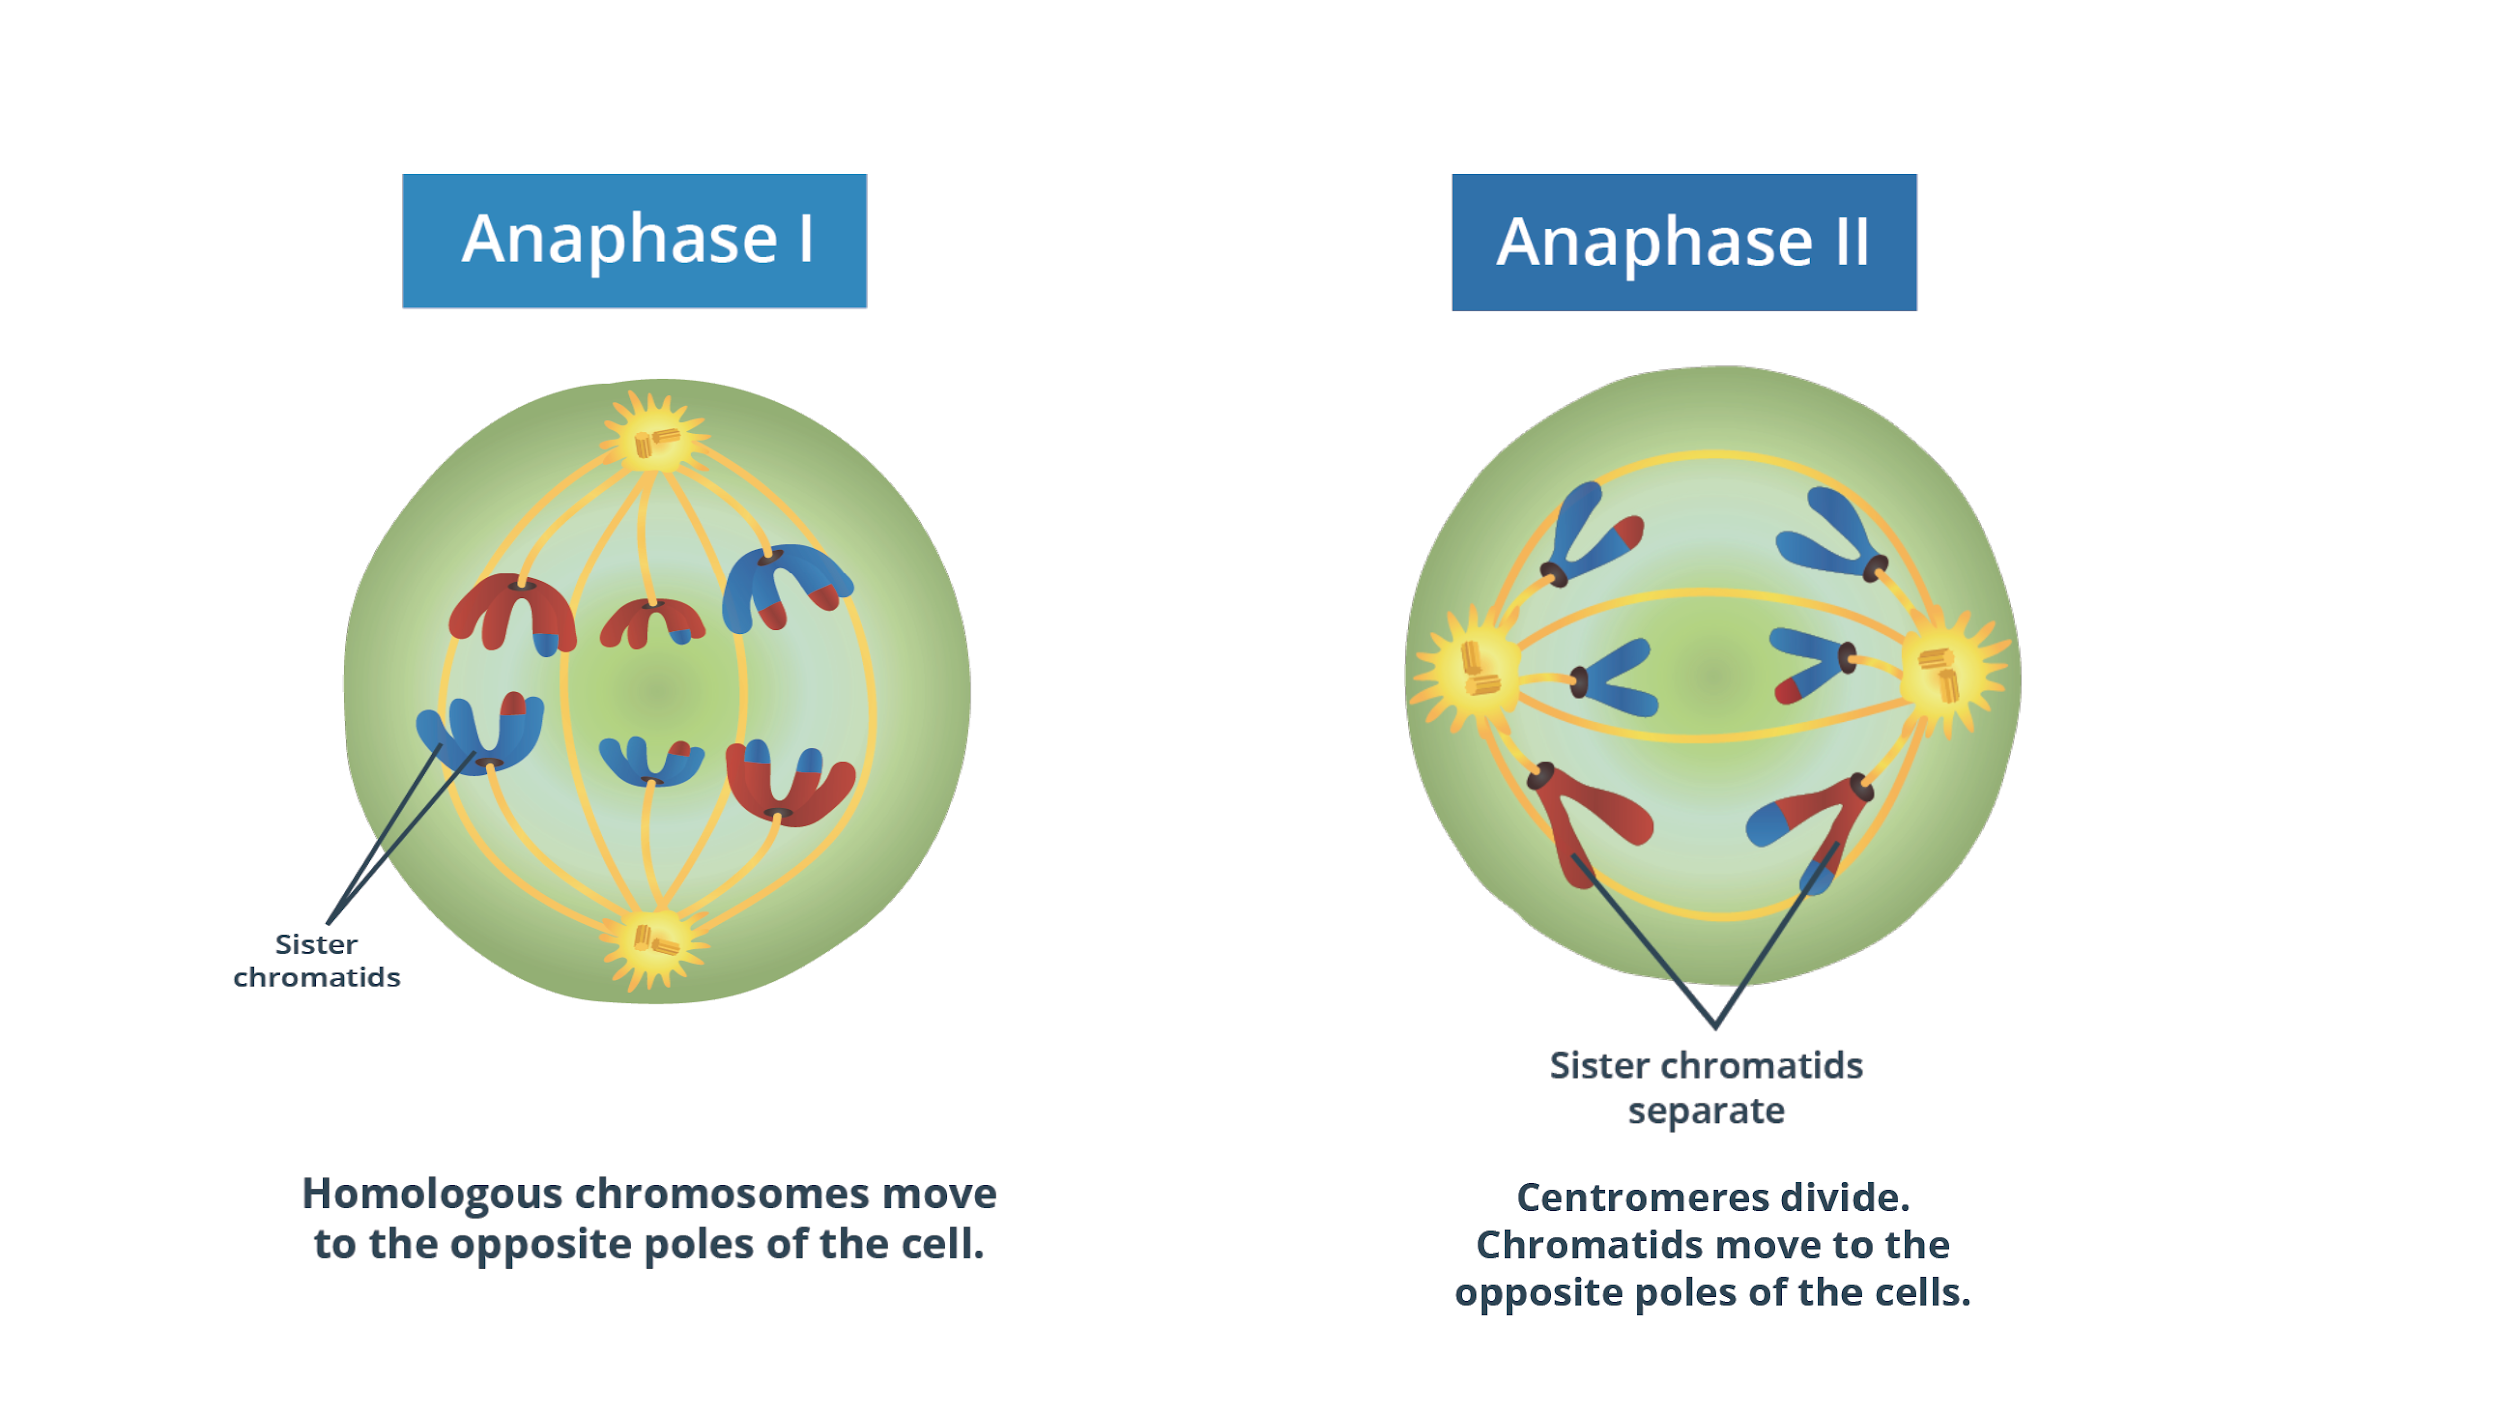 Anaphase I
Anaphase II
Sister
chromatids
Sister chromatids
separate
Homologous chromosomes move
to the opposite poles of the cell.
Centromeres divide.
Chromatids move to the
opposite poles of the cells.